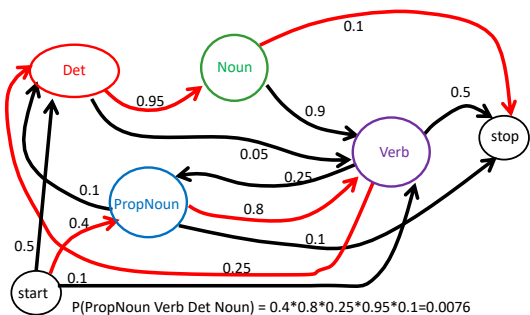 0.1
Det
Noun
0.95
0.5
0.9
stop
Verb
0.05
0.25
0.1
PropNoun
0.8
0.4
0.1
0.5
0.25
0.1
start
P(PropNoun Verb Det Noun) = 0.4*0.8*0.25*0.95*0.1=0.0076